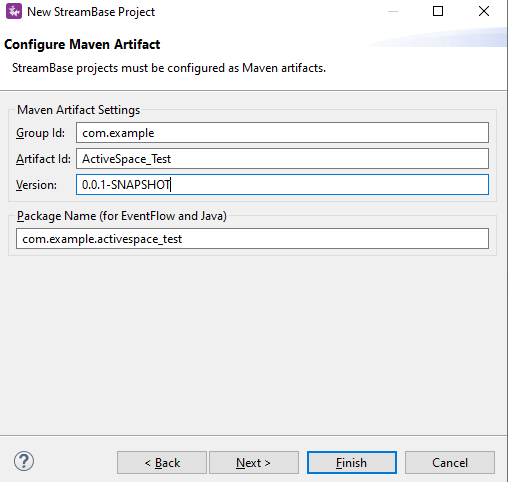 New StreamBase Project
Configure Maven Artifact
StreamBase projects must be configured as Maven artifacts.
Maven Artifact Settings
Group Id: com.example
Artifact Id: ActiveSpace_Test
Version: 0.0.1-SNAPSHOT
Package Name (for EventFlow and Java)
com.example.activespace_test
? < Back Next > Finish Cancel